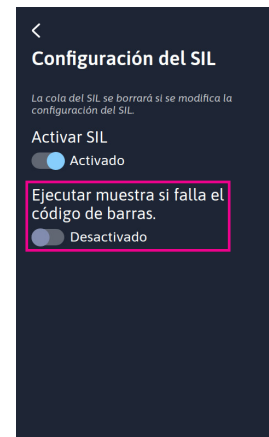 Configuración del SIL
La cola del SIL se borrará si se modifica la
configuración del SIL.
Activar SIL
Activado
Ejecutar muestra si falla el
código de barras.
Desactivado